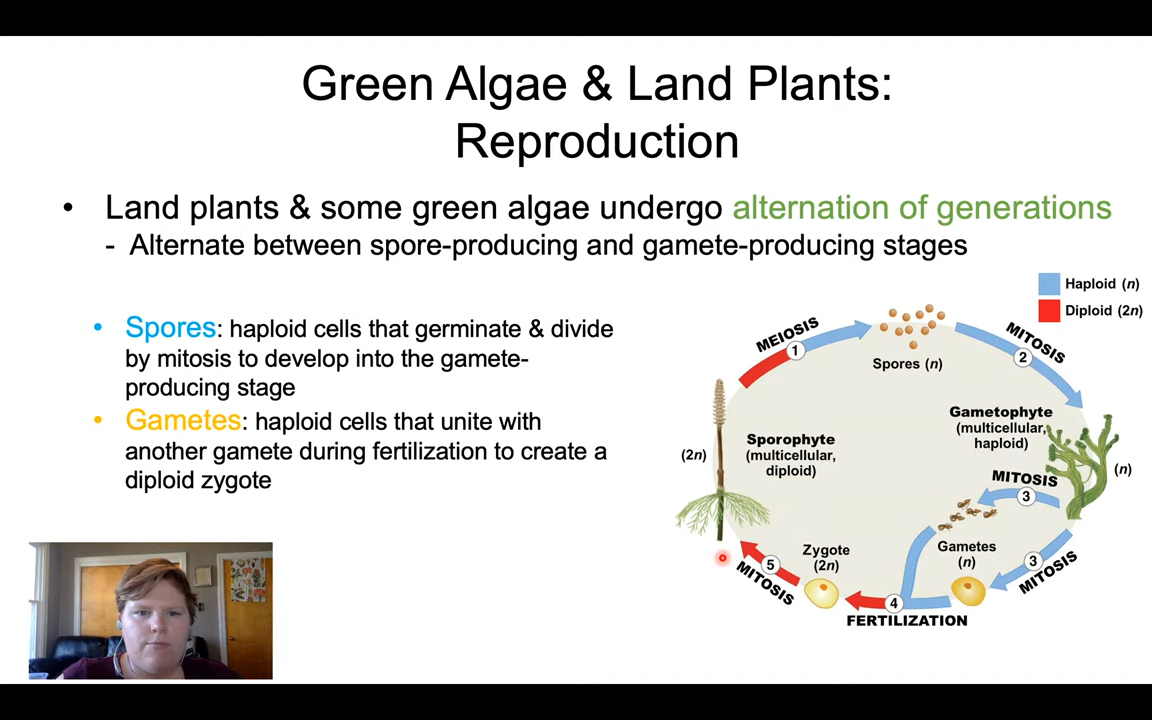 Green Algae & Land Plants:
Reproduction
• Land plants & some green algae undergo alternation of generations
- Alternate between spore-producing and gamete-producing stages
• Spores: haploid cells that germinate & divide
by mitosis to develop into the gamete-
producing stage
• Gametes: haploid cells that unite with
another gamete during fertilization to create a
diploid zygote
Haploid (n)
Diploid (2n)
MEIOSIS
1
Spores (n)
MITOSIS
2
Gametophyte
(multicellular,
haploid)
(n)
Sporophyte
(multicellular,
diploid)
(2n)
MITOSIS
3
Gametes
(n)
3
MITOSIS
Zygote
(2n)
5
MITOSIS
4
FERTILIZATION